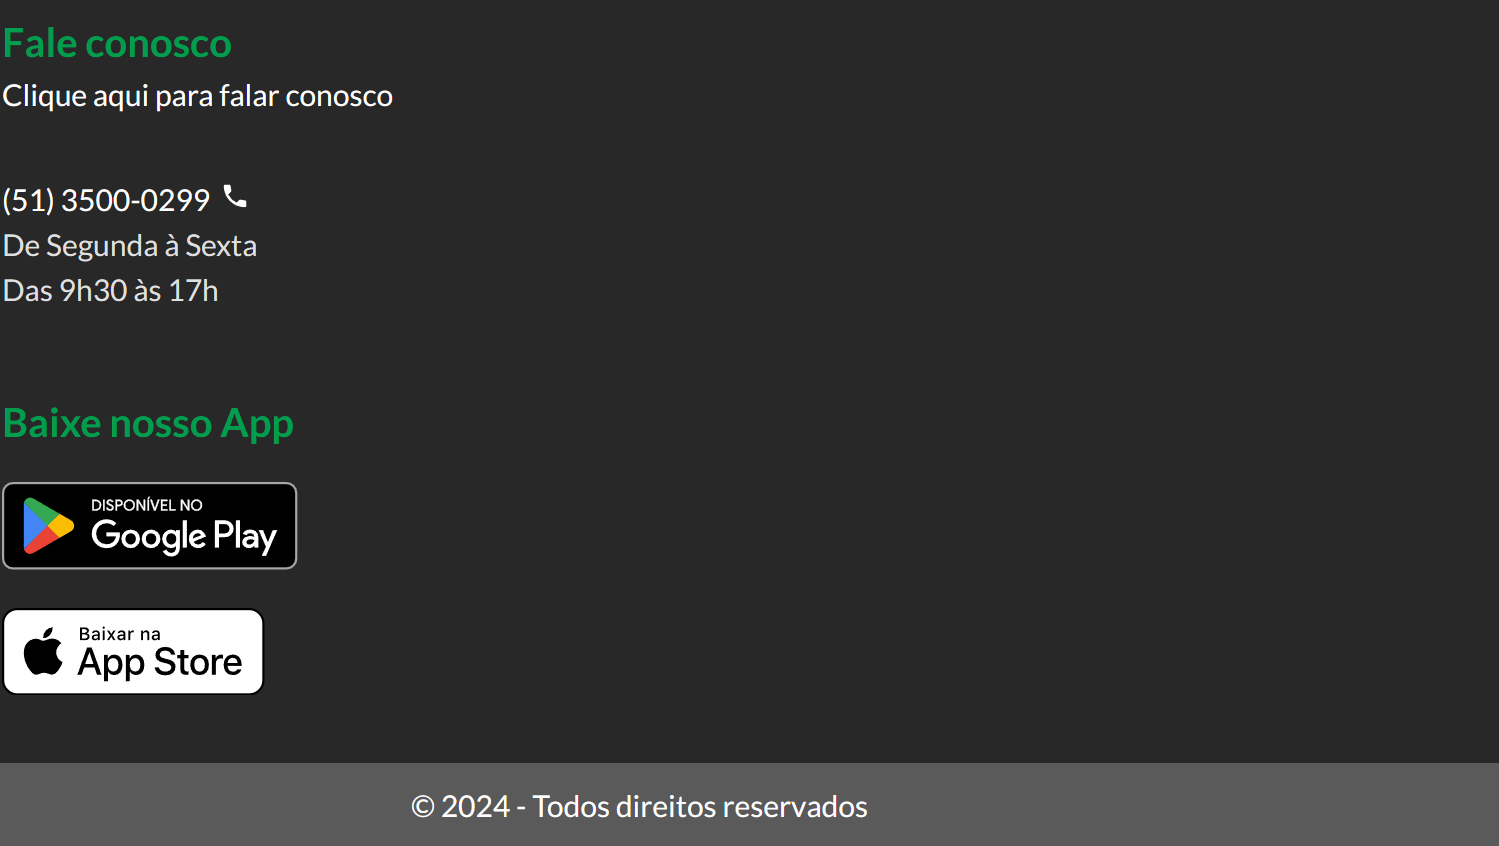 Fale conosco
Clique aqui para falar conosco
(51) 3500-0299
De Segunda à Sexta
Das 9h30 às 17h
Baixe nosso App
DISPONÍVEL NO
Google Play
Baixar na
App Store
© 2024 - Todos direitos reservados